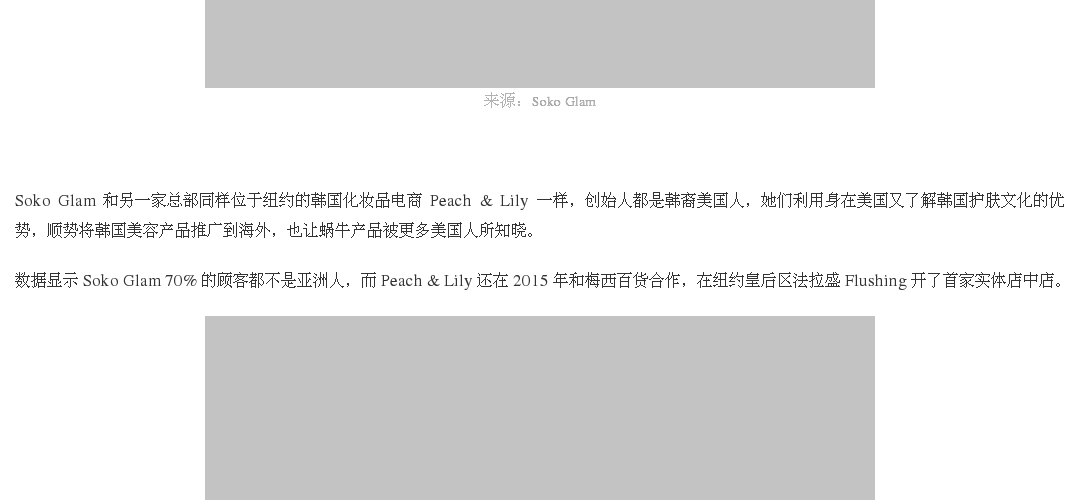 来源：Soko Glam
Soko Glam 和另一家总部同样位于纽约的韩国化妆品电商 Peach & Lily 一样，创始人都是韩裔美国人，她们利用身在美国又了解韩国护肤文化的优
势，顺势将韩国美容产品推广到海外，也让蜗牛产品被更多美国人所知晓。
数据显示 Soko Glam 70% 的顾客都不是亚洲人，而 Peach & Lily 还在 2015 年和梅西百货合作，在纽约皇后区法拉盛 Flushing 开了首家实体店中店。